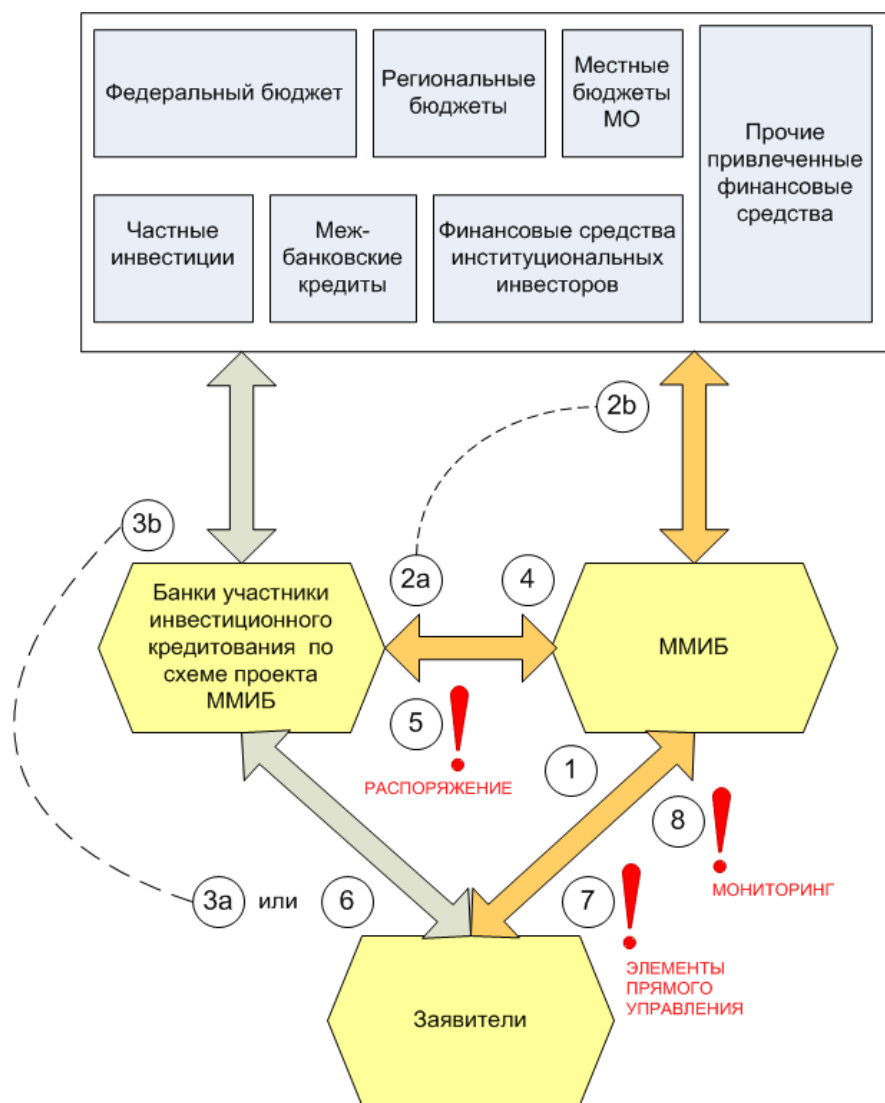 Федеральный бюджет
Региональные
бюджеты
Местные
бюджеты
МО
Прочие
привлеченные
финансовые
средства
Частные
инвестиции
Меж-
банковские
кредиты
Финансовые средства
институциональных
инвесторов
2b
3b
2a
4
Банки участники
инвестиционного
кредитования по
схеме проекта
ММИБ
ММИБ
5
РАСПОРЯЖЕНИЕ
1
8
МОНИТОРИНГ
3a или 6
7
ЭЛЕМЕНТЫ
ПРЯМОГО
УПРАВЛЕНИЯ
Заявители